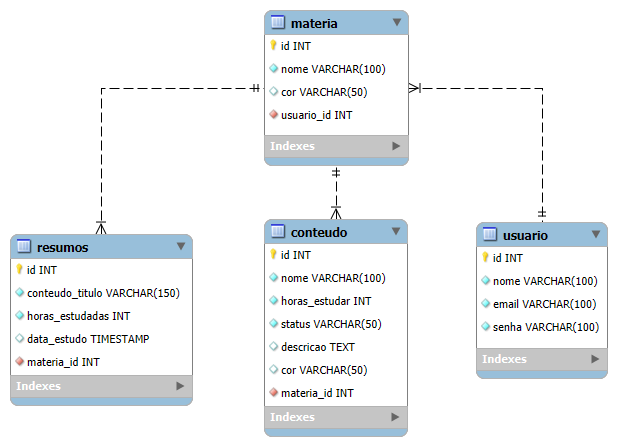 materia
id INT
nome VARCHAR(100)
cor VARCHAR(50)
usuario_id INT
Indexes
resumos
id INT
conteudo_titulo VARCHAR(150)
horas_estudadas INT
data_estudo TIMESTAMP
materia_id INT
Indexes
conteudo
id INT
nome VARCHAR(100)
horas_estudar INT
status VARCHAR(50)
descricao TEXT
cor VARCHAR(50)
materia_id INT
Indexes
usuario
id INT
nome VARCHAR(100)
email VARCHAR(100)
senha VARCHAR(100)
Indexes